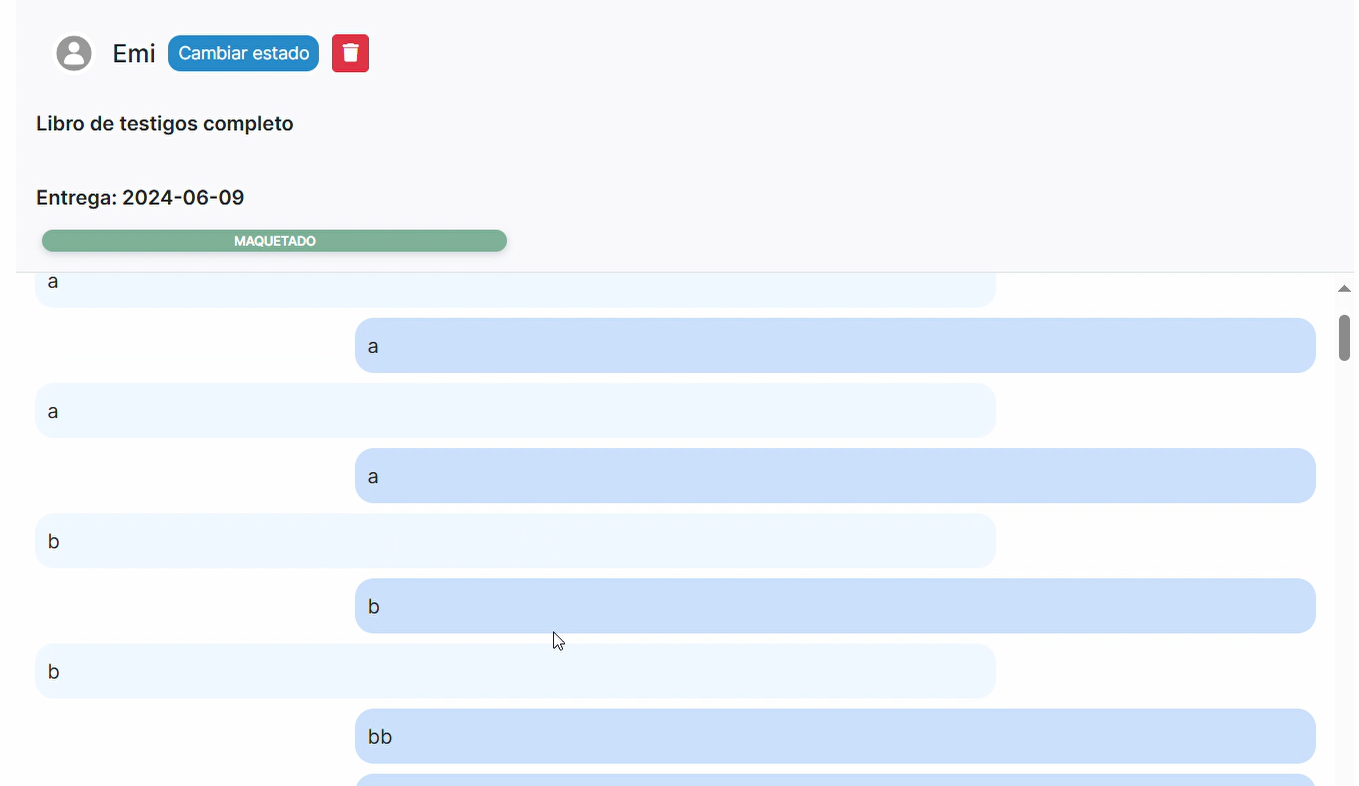 Emi Cambiar estado
Libro de testigos completo
Entrega: 2024-06-09
MAQUETADO
a
a
a
a
b
b
b
bb